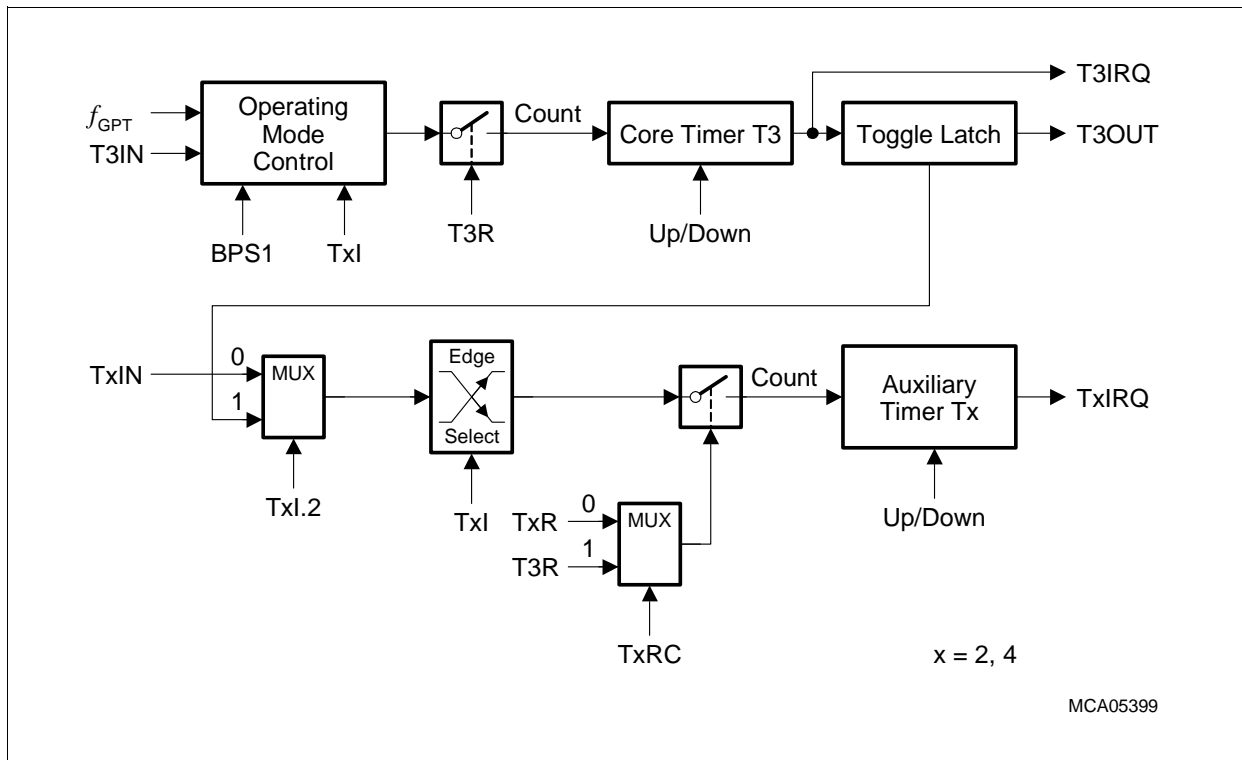 T3IRQ
f GPT
Operating
Mode
Control
Count
Core Timer T3
Toggle Latch
T3OUT
T3IN
T3R
Up/Down
BPS1
TxI
TxIN
0
1
MUX
Edge
Select
Count
Auxiliary
Timer Tx
TxIRQ
TxI.2
TxI
TxR
0
T3R
1
MUX
Up/Down
TxRC
x = 2, 4
MCA05399